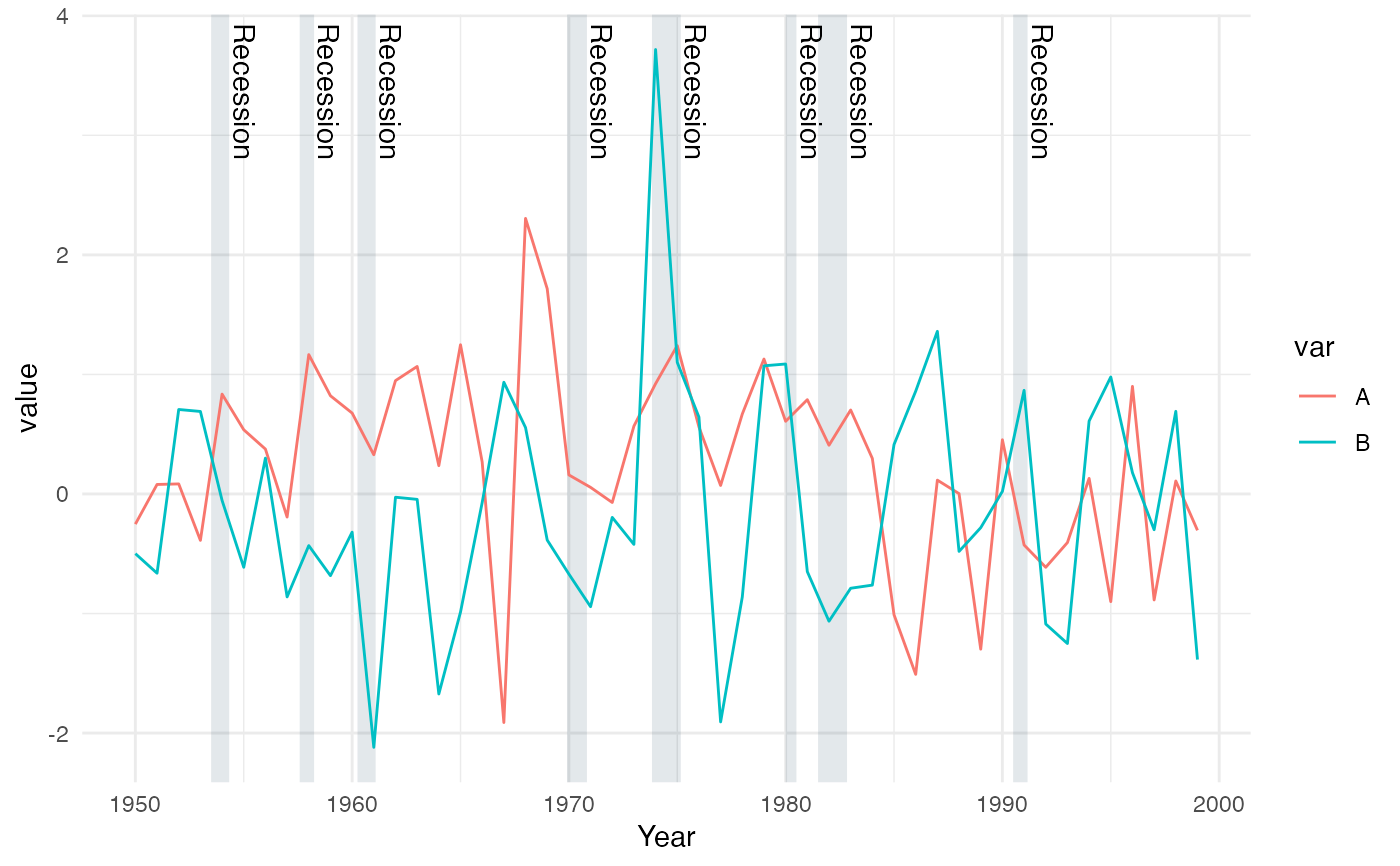 4
2
0
-2
value
Recession
Recession
Recession
Recession
Recession
Recession
Recession
Recession
1950 1960 1970 1980 1990 2000
Year
var
A
B